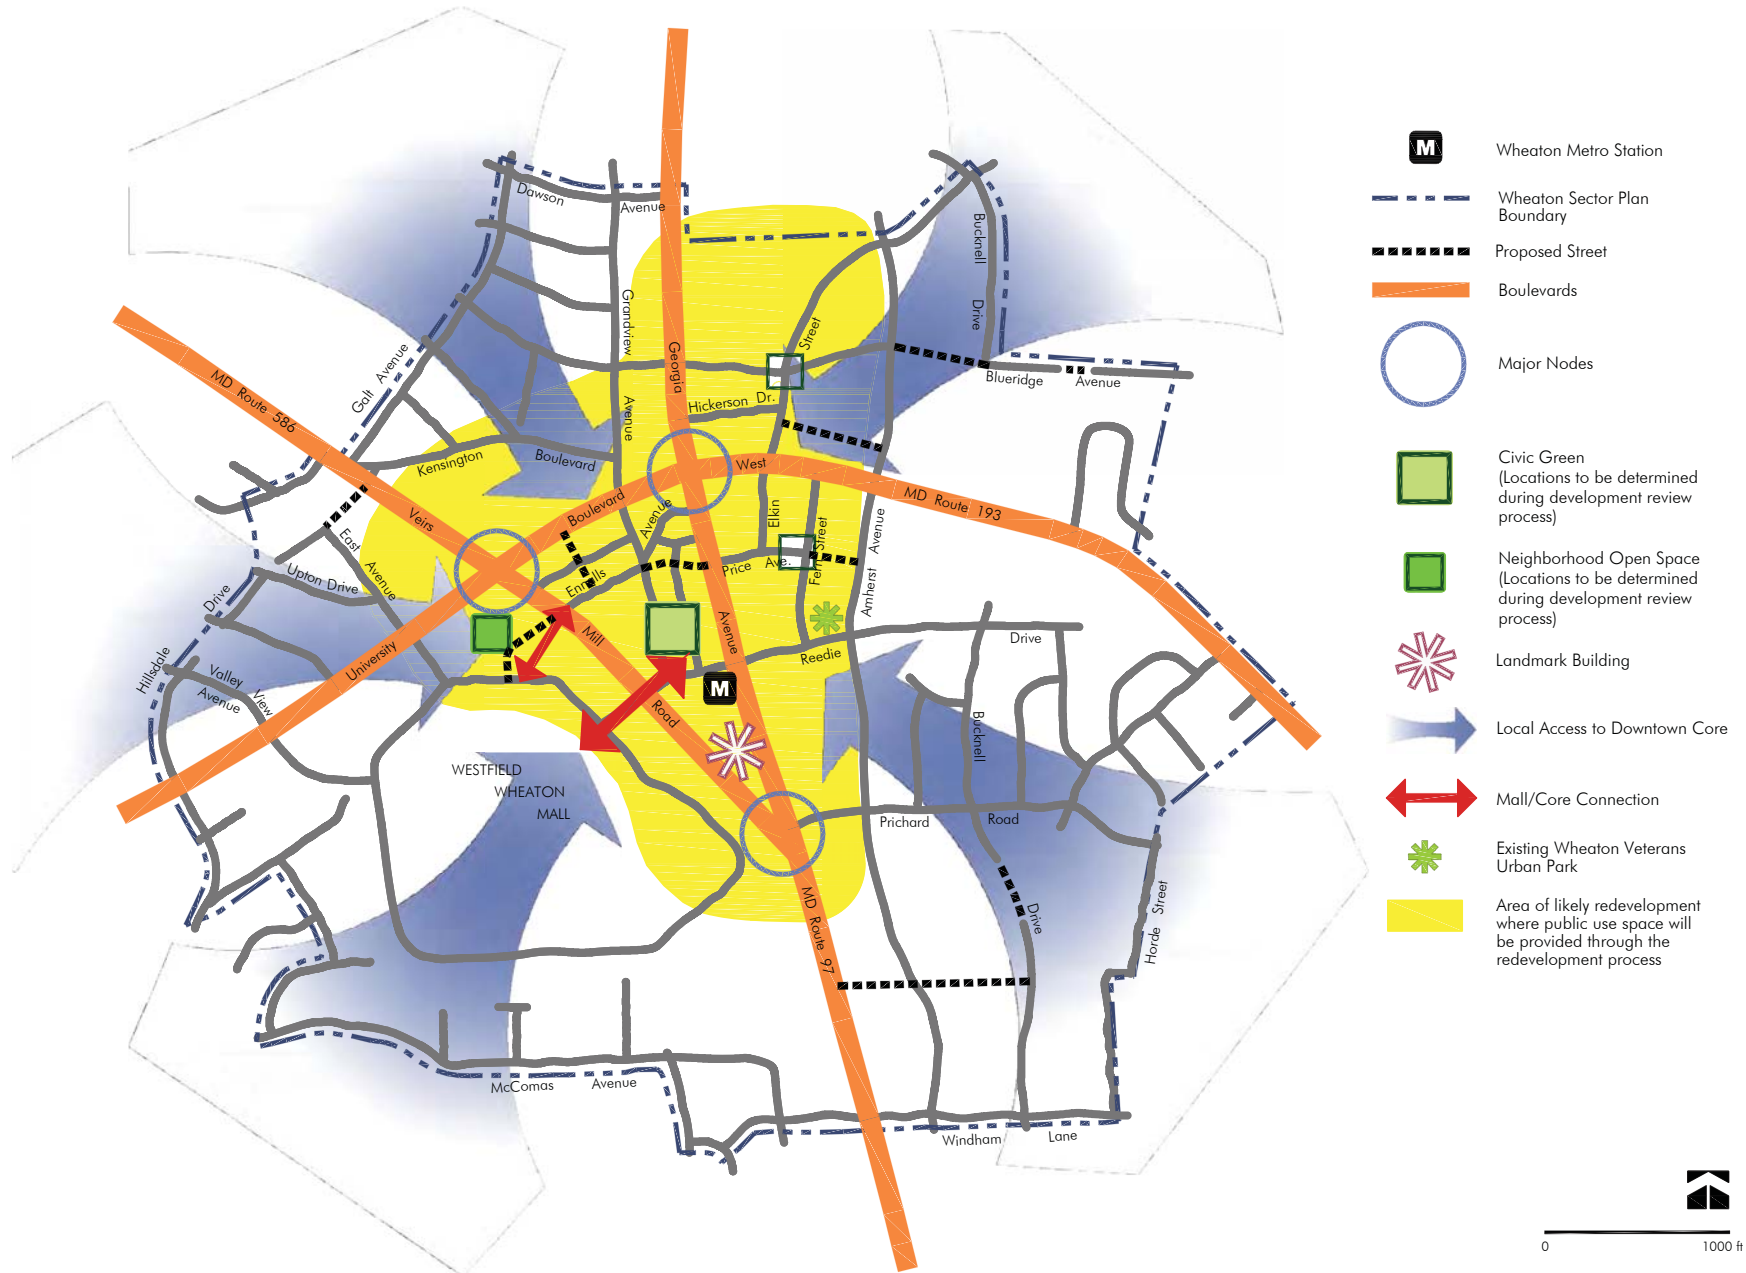 Dawson
Avenue
Grandview
Avenue
Georgia
Avenue
Street
Bucknell
Drive
Blueridge
Avenue
Hickerson Dr.
MD Route 586
Galt Avenue
Kensington
Boulevard
Veirs
Mill
Road
University
Boulevard
West
MD Route 193
Avenue
Elkin
Fern Street
Amherst
Avenue
Price
Ave.
Ennalls
East
Avenue
Upton Drive
Hillsdale
Drive
Valley
View
Avenue
Reedie
Drive
M
Bucknell
Drive
WESTFIELD
WHEATON
MALL
Prichard
Road
MD Route 97
Horde Street
McComas
Avenue
Windham
Lane
M
Wheaton Metro Station
Wheaton Sector Plan
Boundary
Proposed Street
Boulevards
Major Nodes
Civic Green
(Locations to be determined
during development review
process)
Neighborhood Open Space
(Locations to be determined
during development review
process)
Landmark Building
Local Access to Downtown Core
Mall/Core Connection
Existing Wheaton Veterans
Urban Park
Area of likely redevelopment
where public use space will
be provided through the
redevelopment process
0
1000 ft